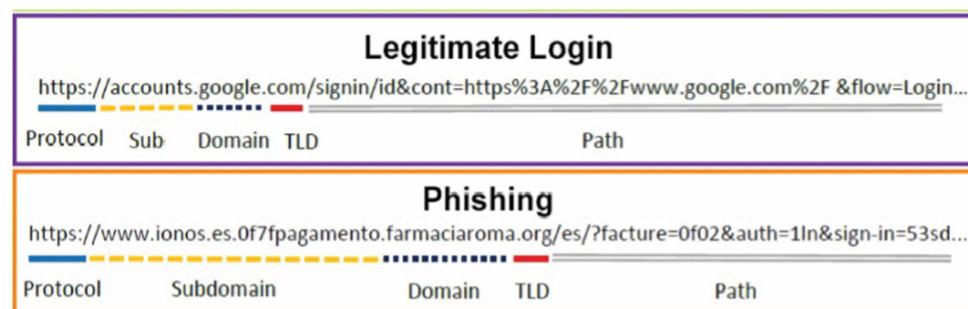 Legitimate Login
https://accounts.google.com/signin/id&cont=https%3A%2F%2Fwww.google.com%2F &flow=Login...
Protocol Sub Domain TLD Path
Phishing
https://www.ionos.es.0f7fpagamento.farmaciaroma.org/es/?facture=0f02&auth=1ln&sign-in=53sd...
Protocol Subdomain Domain TLD Path